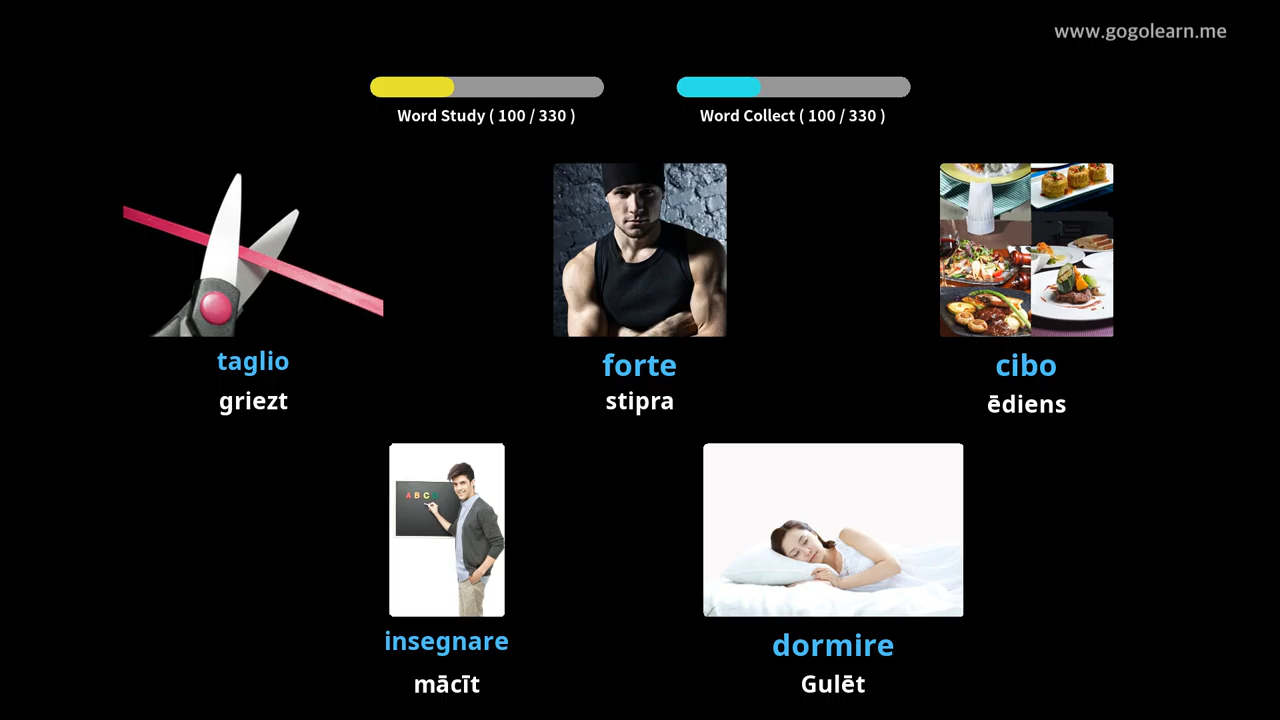 www.gogolearn.me
Word Study ( 100 / 330 )
Word Collect ( 100 / 330 )
taglio
griezt
forte
stipra
cibo
ēdiens
A B C
insegnare
mācīt
dormire
Gulēt